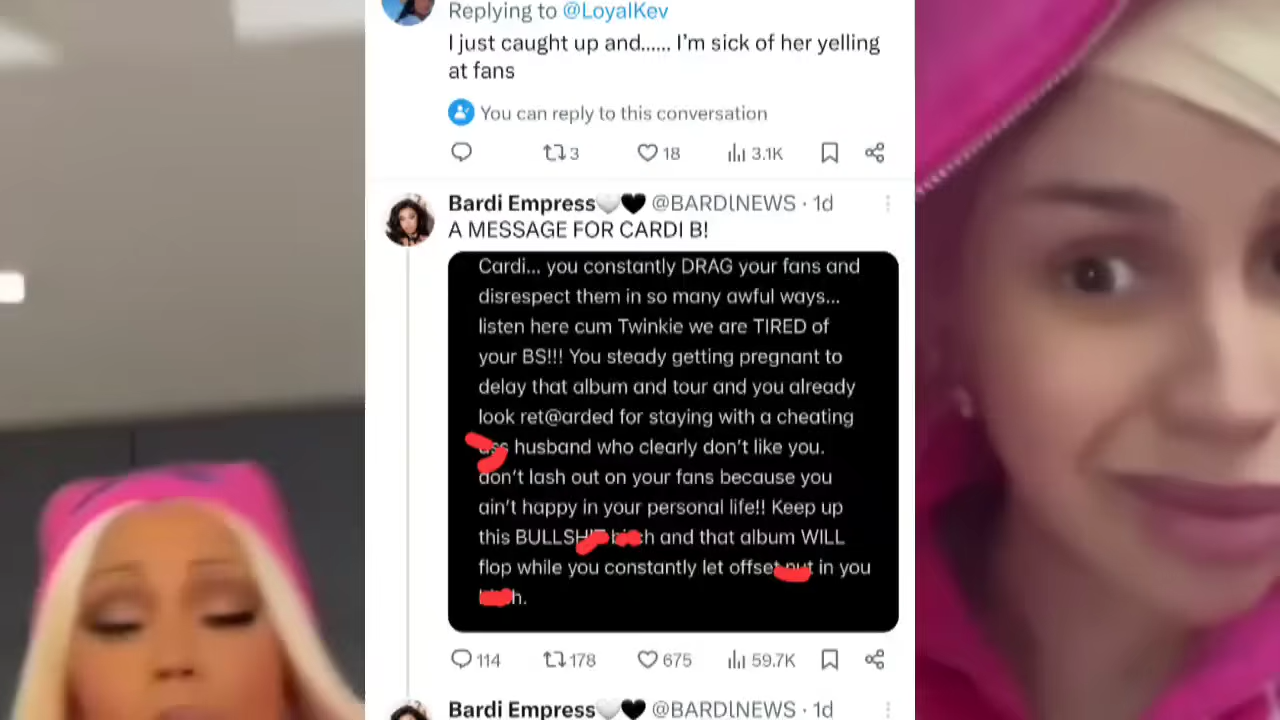 Replying to @LoyalKev
I just caught up and...... I'm sick of her yelling
at fans
You can reply to this conversation
3 18 3.1K
Bardi Empress🤍🖤 @BARDlNEWS · 1d
A MESSAGE FOR CARDI B!
Cardi... you constantly DRAG your fans and
disrespect them in so many awful ways...
listen here cum Twinkie we are TIRED of
your BS!!! You steady getting pregnant to
delay that album and tour and you already
look ret@arded for staying with a cheating
husband who clearly don't like you.
don't lash out on your fans because you
ain't happy in your personal life!! Keep up
this and that album WILL
flop while you constantly let offset in you
114 178 675 59.7K
Bardi Empress🤍🖤 @BARDlNEWS · 1d